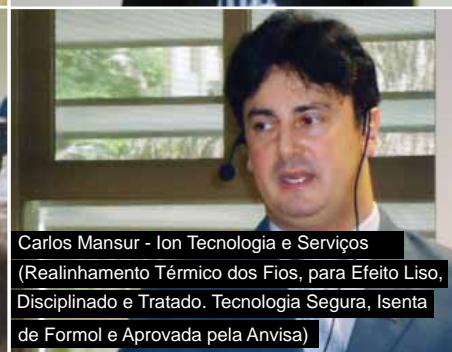 Carlos Mansur - Ion Tecnologia e Serviços
(Realinhamento Térmico dos Fios, para Efeito Liso,
Disciplinado e Tratado. Tecnologia Segura, Isenta
de Formol e Aprovada pela Anvisa)